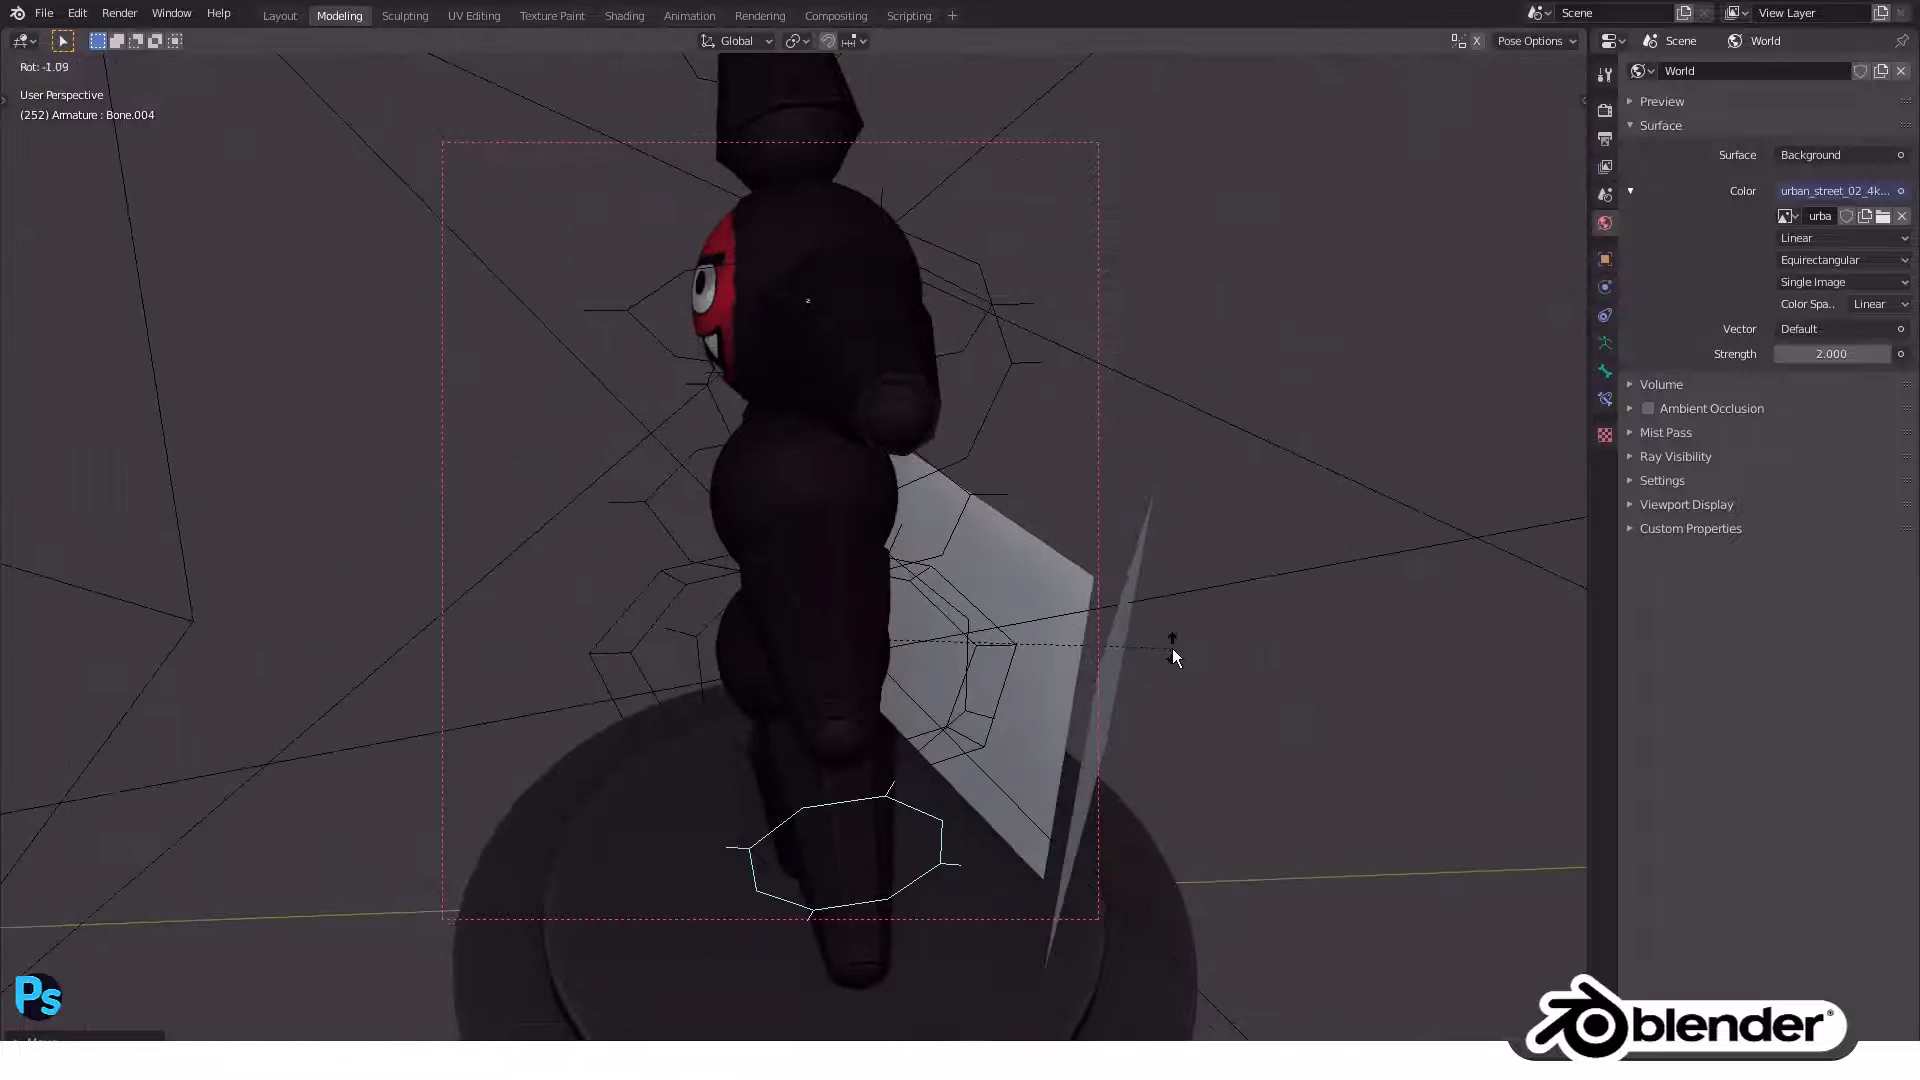 File Edit Render Window Help
Layout Modeling Sculpting UV Editing Texture Paint Shading Animation Rendering Compositing Scripting +
Scene
View Layer
Global
X Pose Options
Scene World
Rot: -1.09
User Perspective
(252) Armature : Bone.004
World
Preview
Surface
Surface Background
Color urban_street_02_4k...
urba
Linear
Equirectangular
Single Image
Color Spa.. Linear
Vector Default
Strength 2.000
Volume
Ambient Occlusion
Mist Pass
Ray Visibility
Settings
Viewport Display
Custom Properties
Ps
blender®